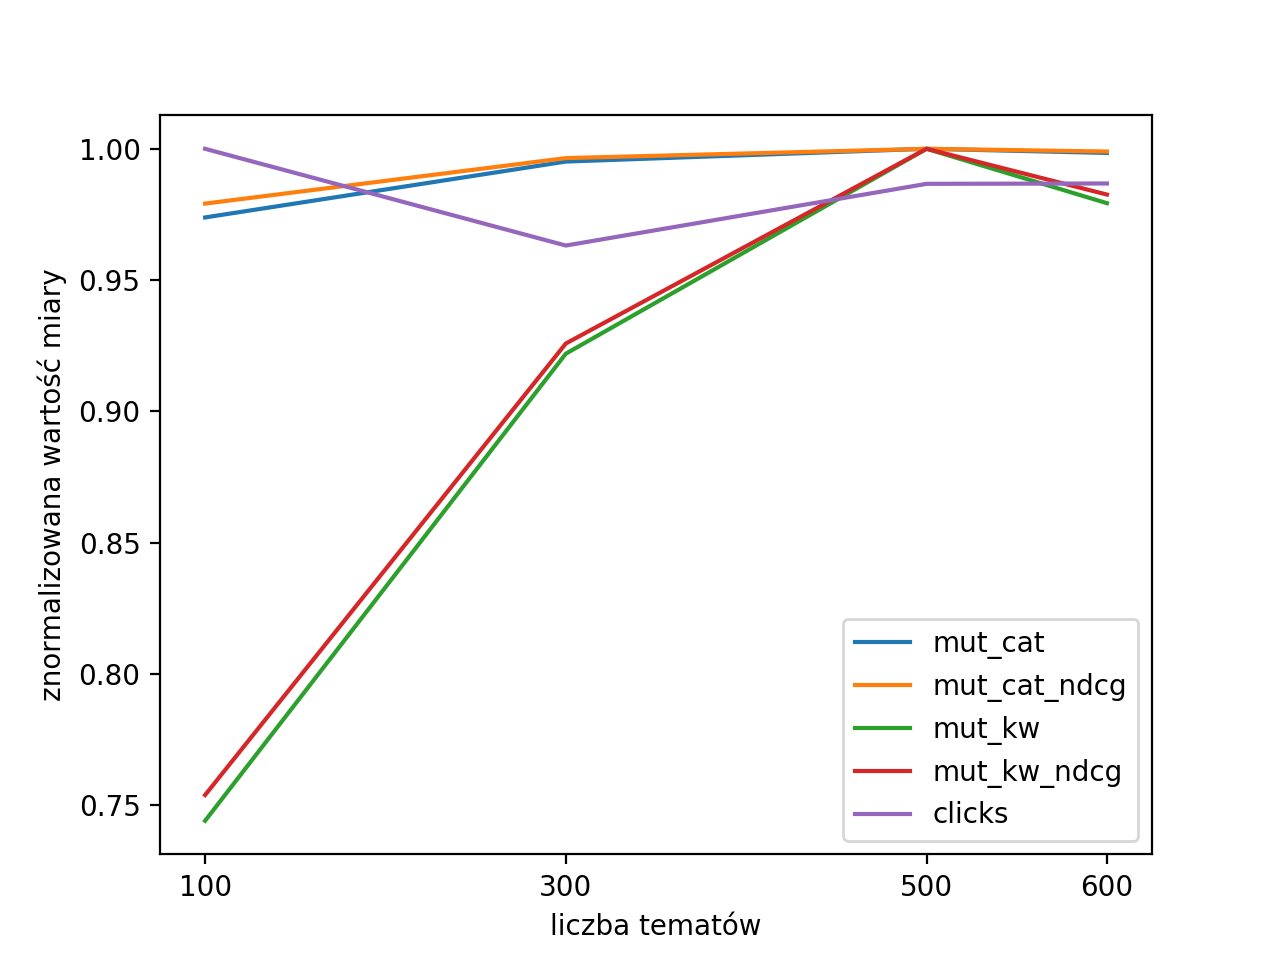 1.00
0.95
0.90
0.85
0.80
0.75
znormalizowana wartość miary
100 300 500 600
liczba tematów
mut_cat
mut_cat_ndcg
mut_kw
mut_kw_ndcg
clicks